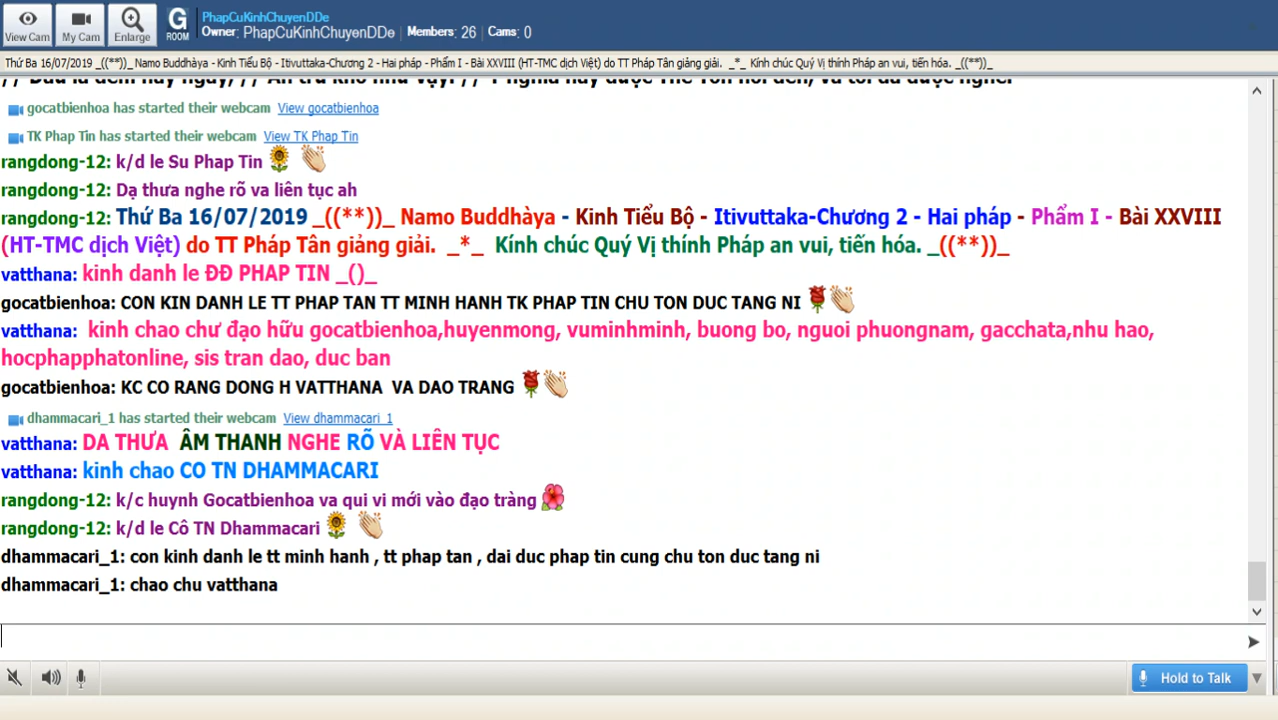 PhapCuKinhChuyenDDe
Owner: PhapCuKinhChuyenDDe | Members: 26 Cams: 0
View Cam
My Cam
Enlarge
G ROOM
Thứ Ba 16/07/2019 _((**))_ Namo Buddhàya - Kinh Tiểu Bộ - Itivuttaka-Chương 2 - Hai pháp - Phẩm I - Bài XXVIII (HT-TMC dịch Việt) do TT Pháp Tân giảng giải. _*_ Kính chúc Quý Vị thính Pháp an vui, tiến hóa. _((**))_
gocatbienhoa has started their webcam View gocatbienhoa
TK Phap Tin has started their webcam View TK Phap Tin
rangdong-12: k/d le Su Phap Tin
rangdong-12: Dạ thưa nghe rõ va liên tục ah
rangdong-12: Thứ Ba 16/07/2019 _((**))_ Namo Buddhàya - Kinh Tiểu Bộ - Itivuttaka-Chương 2 - Hai pháp - Phẩm I - Bài XXVIII
(HT-TMC dịch Việt) do TT Pháp Tân giảng giải. _*_ Kính chúc Quý Vị thính Pháp an vui, tiến hóa. _((**))_
vatthana: kinh danh le ĐĐ PHAP TIN _()_
gocatbienhoa: CON KIN DANH LE TT PHAP TAN TT MINH HANH TK PHAP TIN CHU TON DUC TANG NI
vatthana: kinh chao chư đạo hữu gocatbienhoa,huyenmong, vuminhminh, buong bo, nguoi phuongnam, gacchata,nhu hao,
hocphapphatonline, sis tran dao, duc ban
gocatbienhoa: KC CO RANG DONG H VATTHANA VA DAO TRANG
dhammacari_1 has started their webcam View dhammacari_1
vatthana: DA THƯA ÂM THANH NGHE RÕ VÀ LIÊN TỤC
vatthana: kinh chao CO TN DHAMMACARI
rangdong-12: k/c huynh Gocatbienhoa va qui vi mới vào đạo tràng
rangdong-12: k/d le Cô TN Dhammacari
dhammacari_1: con kinh danh le tt minh hanh , tt phap tan , dai duc phap tin cung chu ton duc tang ni
dhammacari_1: chao chu vatthana
Hold to Talk